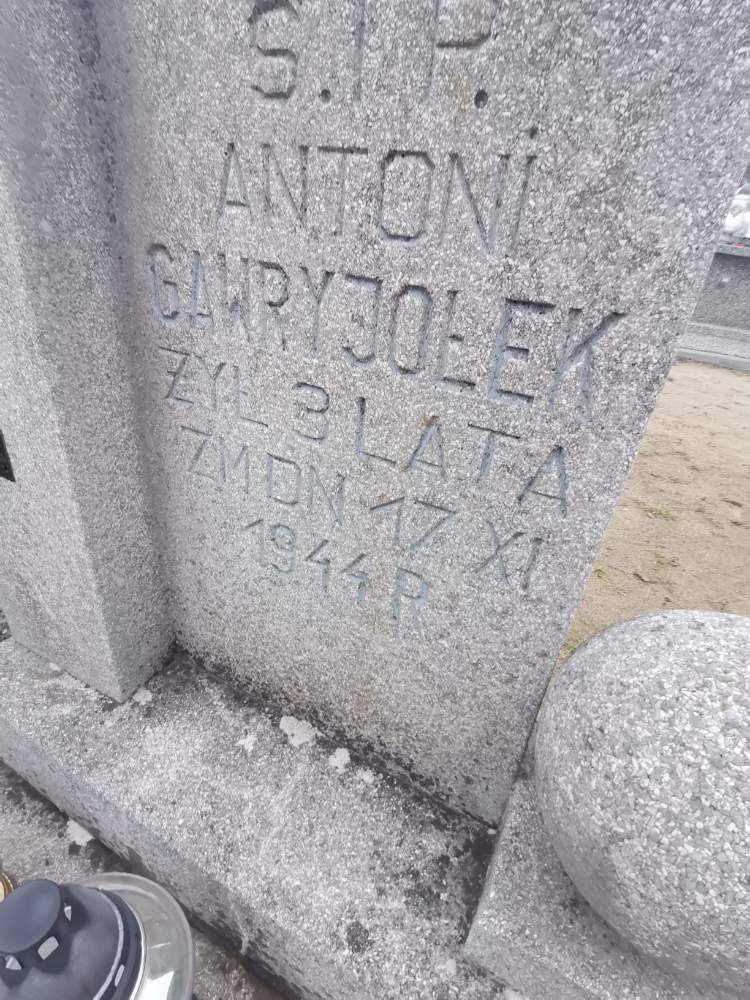 Ś.P.
ANTONI
GAWRYJOŁEK
ŻYŁ 3 LATA
ZM DN 17 XI
1944 R